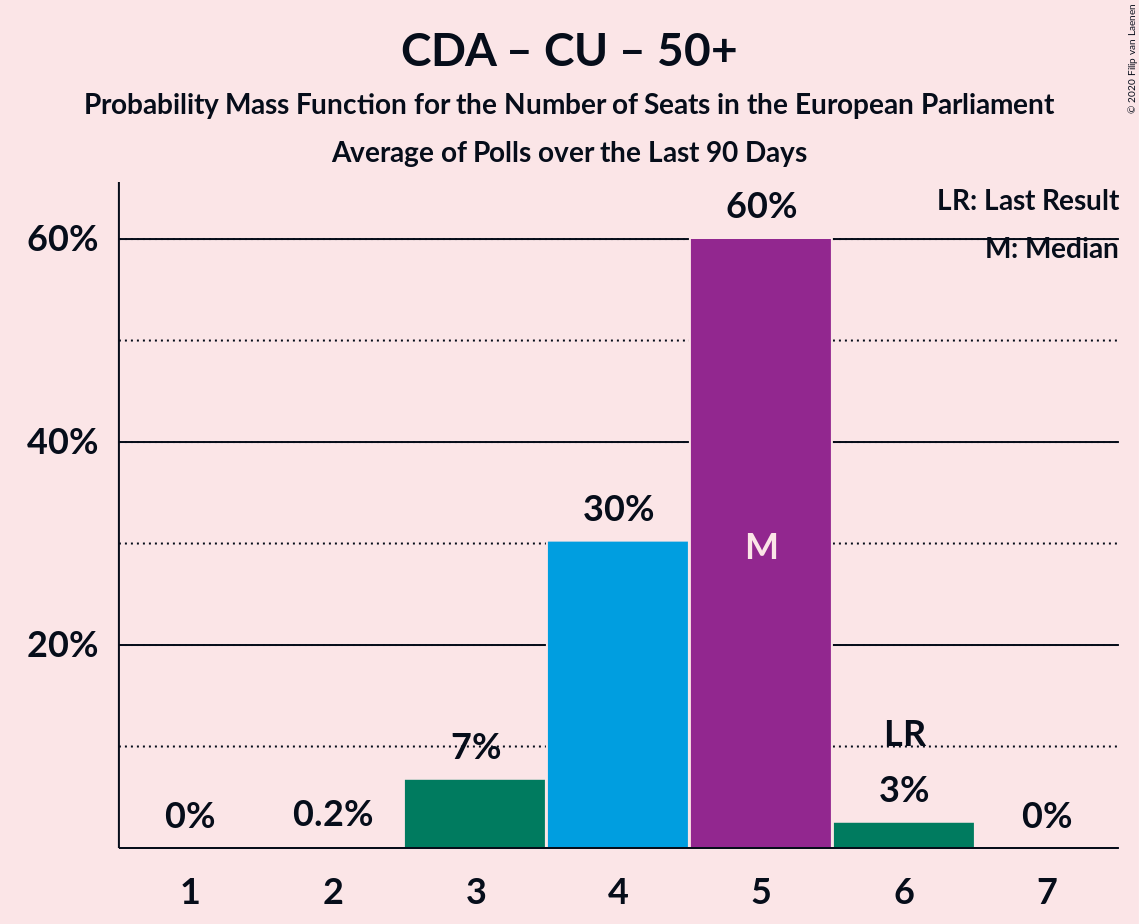 CDA – CU – 50+
Probability Mass Function for the Number of Seats in the European Parliament
Average of Polls over the Last 90 Days
© 2020 Filip van Laenen
LR: Last Result
M: Median
60%
40%
20%
0%
0.2%
7%
30%
60%
M
LR
3%
0%
1 2 3 4 5 6 7